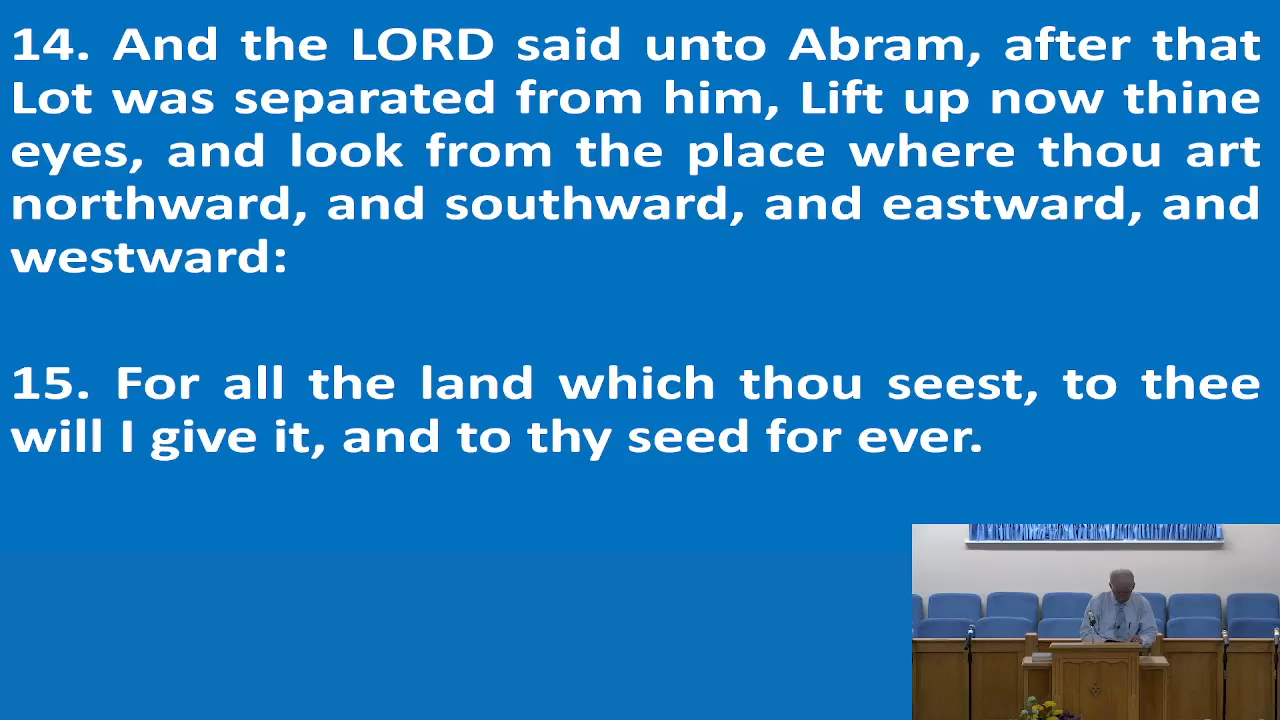 14. And the LORD said unto Abram, after that
Lot was separated from him, Lift up now thine
eyes, and look from the place where thou art
northward, and southward, and eastward, and
westward:
15. For all the land which thou seest, to thee
will I give it, and to thy seed for ever.